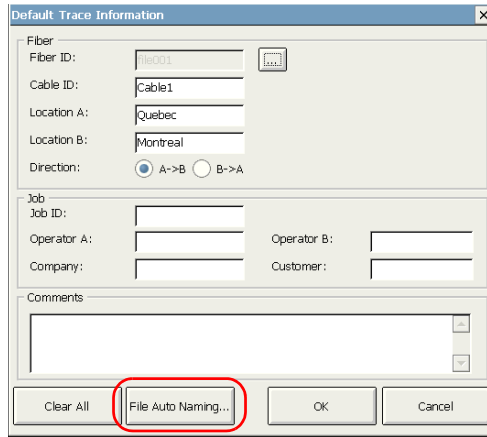 Default Trace Information
Fiber
Fiber ID: file001 ...
Cable ID: Cable1
Location A: Quebec
Location B: Montreal
Direction: A->B B->A
Job
Job ID:
Operator A: Operator B:
Company: Customer:
Comments
Clear All File Auto Naming... OK Cancel